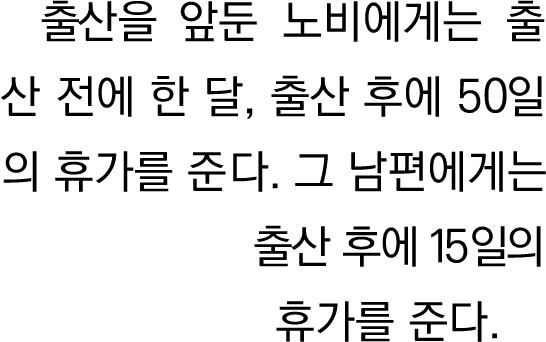 출산을 앞둔 노비에게는 출
산 전에 한 달, 출산 후에 50일
의 휴가를 준다. 그 남편에게는
출산 후에 15일의
휴가를 준다.